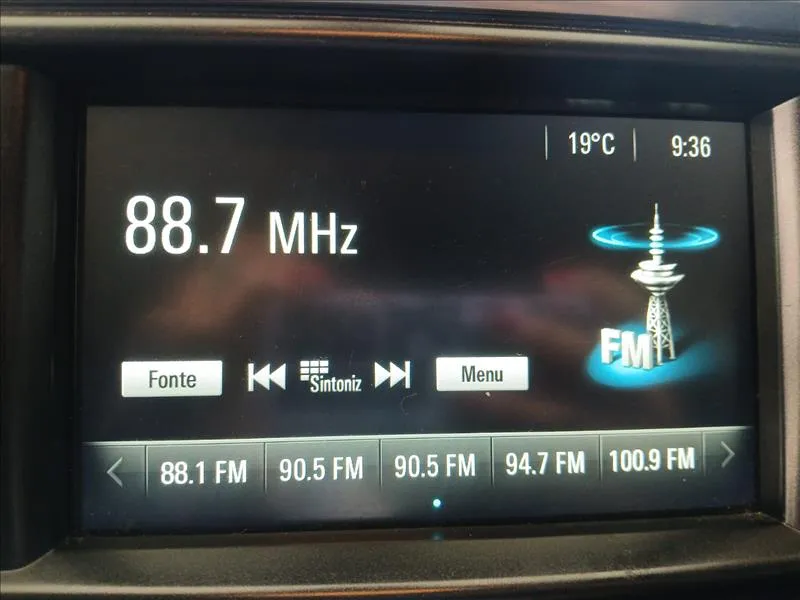 19°C 9:36
88.7 MHz
FM
Fonte Sintoniz Menu
88.1 FM 90.5 FM 90.5 FM 94.7 FM 100.9 FM